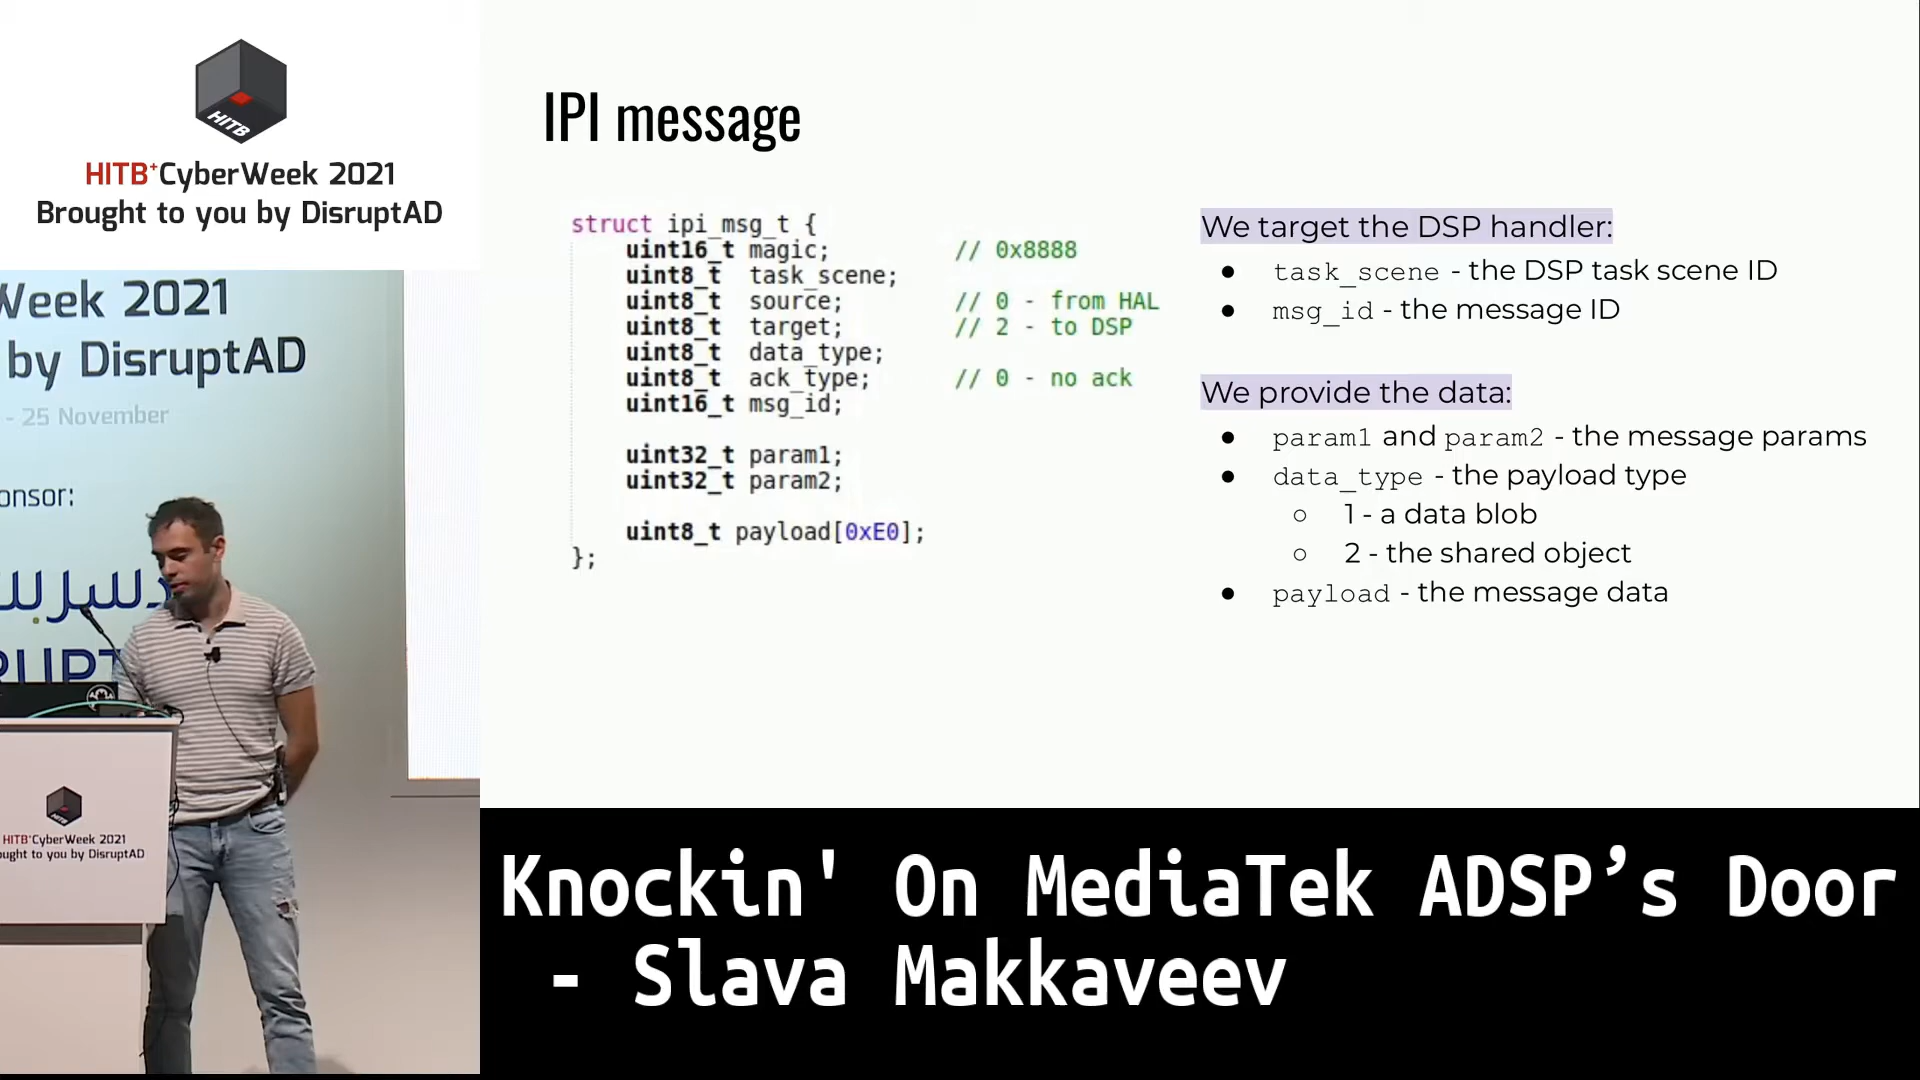 HITB
HITB+CyberWeek 2021
Brought to you by DisruptAD
Week 2021
by DisruptAD
- 25 November
onsor:
RUPT
HITB
HITB+CyberWeek 2021
ught to you by DisruptAD
IPI message
struct ipi_msg_t {
uint16_t magic; // 0x8888
uint8_t task_scene;
uint8_t source; // 0 - from HAL
uint8_t target; // 2 - to DSP
uint8_t data_type;
uint8_t ack_type; // 0 - no ack
uint16_t msg_id;
uint32_t param1;
uint32_t param2;
uint8_t payload[0xE0];
};
We target the DSP handler:
● task_scene - the DSP task scene ID
● msg_id - the message ID
We provide the data:
● param1 and param2 - the message params
● data_type - the payload type
○ 1 - a data blob
○ 2 - the shared object
● payload - the message data
Knockin' On MediaTek ADSP’s Door
- Slava Makkaveev